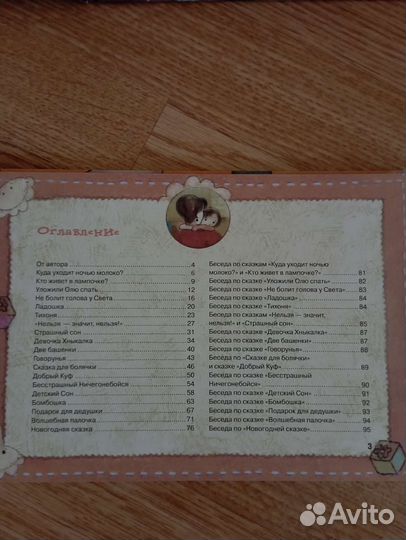 Оглавление
От автора 4
Куда уходит ночью молоко? 6
Кто живет в лампочке? 9
Уложили Олю спать 12
Не болит голова у Света 16
Ладошка 20
Тихоня 23
«Нельзя — значит, нельзя!» 27
Страшный сон 31
Девочка Хныкалка 34
Две башенки 40
Говорунья 43
Сказка для болячки 46
Добрый Куф 50
Бесстрашный Ничегонебойся 54
Детский Сон 58
Бомбошка 63
Подарок для дедушки 67
Волшебная палочка 71
Новогодняя сказка 76
Беседа по сказкам «Куда уходит ночью
молоко?» и «Кто живет в лампочке?» 81
Беседа по сказке «Уложили Олю спать» 82
Беседа по сказке «Не болит голова у Света» 83
Беседа по сказке «Ладошка» 84
Беседа по сказке «Тихоня» 84
Беседа по сказкам «Нельзя — значит,
нельзя!» и «Страшный сон» 85
Беседа по сказке «Девочка Хныкалка» 86
Беседа по сказке «Две башенки» 87
Беседа по сказке «Говорунья» 88
Беседа по сказке «Сказке для болячки»
и сказке «Добрый Куф» 89
Беседа по сказке «Бесстрашный
Ничегонебойся» 90
Беседа по сказке «Детский Сон» 91
Беседа по сказке «Бомбошка» 92
Беседа по сказке «Подарок для дедушки» 93
Беседа по сказке «Волшебная палочка» 94
Беседа по «Новогодней сказке» 95
3
Avito